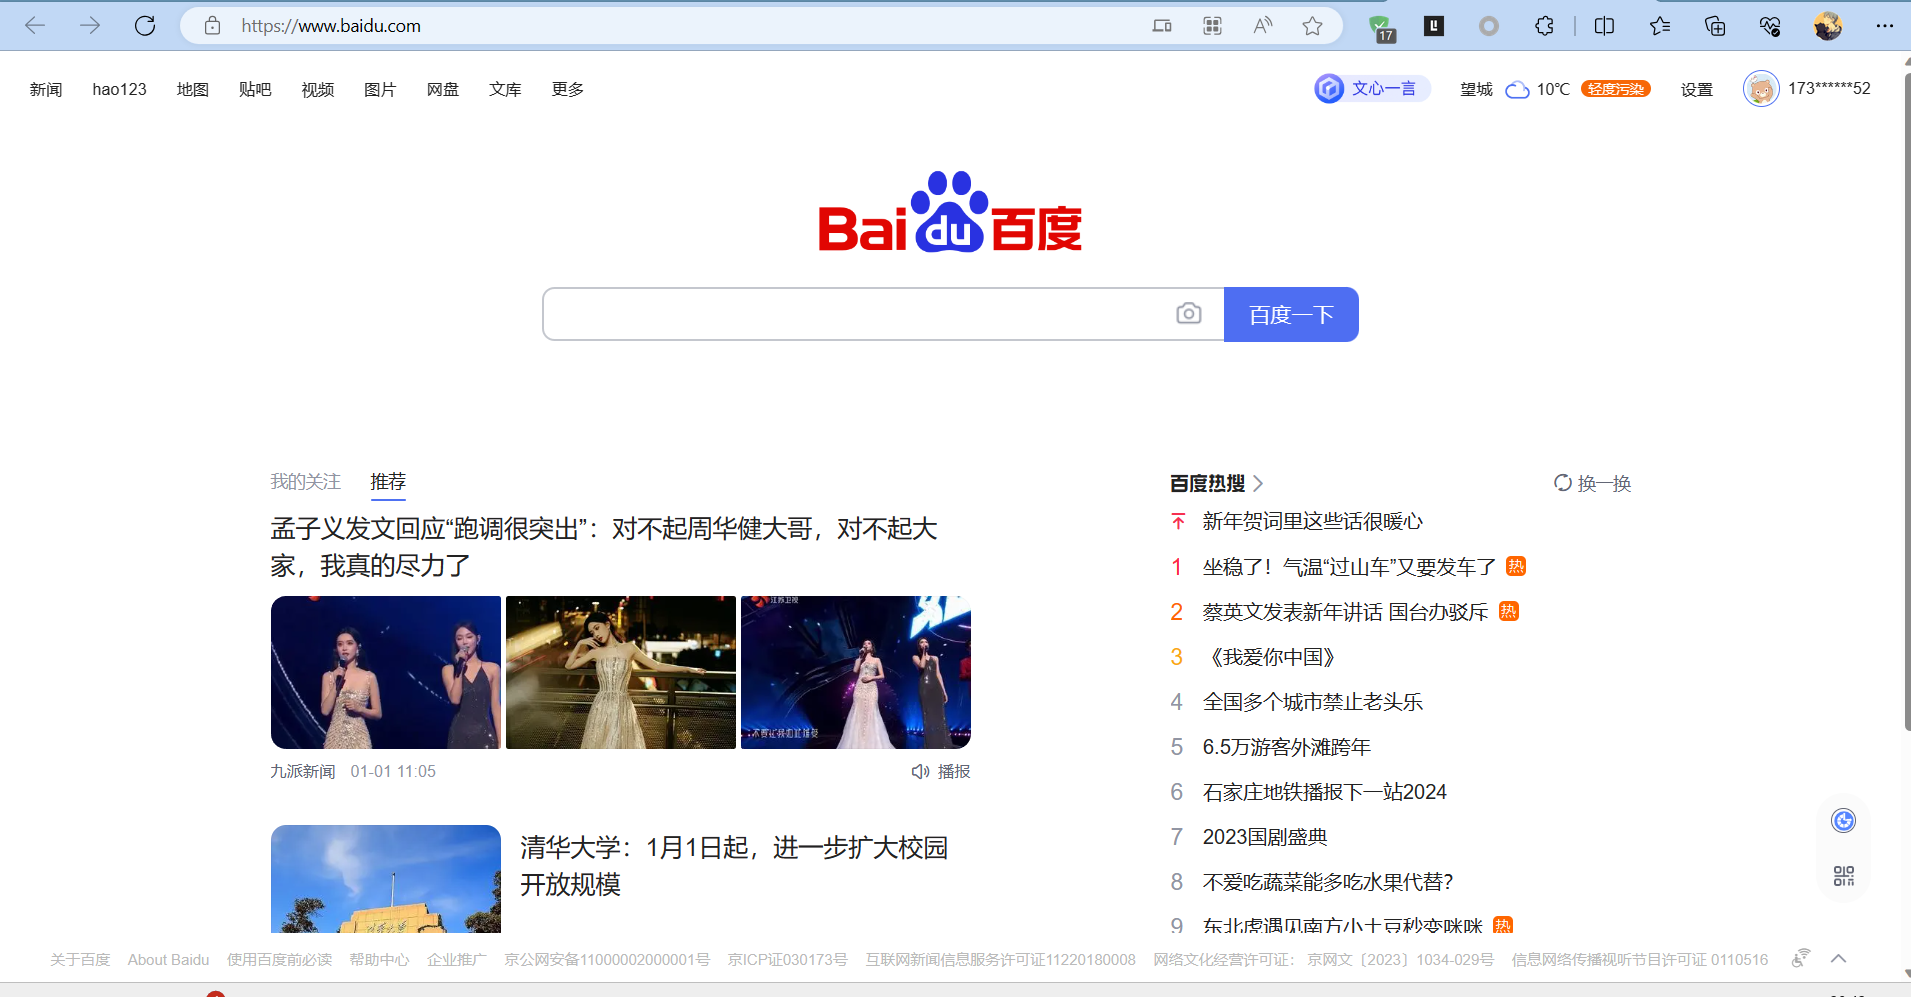 https://www.baidu.com
17
新闻 hao123 地图 贴吧 视频 图片 网盘 文库 更多
文心一言 望城 10℃ 轻度污染 设置 173******52
Bai du 百度
百度一下
我的关注 推荐
孟子义发文回应“跑调很突出”：对不起周华健大哥，对不起大
家，我真的尽力了
江苏卫视
九派新闻 01-01 11:05 播报
清华大学：1月1日起，进一步扩大校园
开放规模
百度热搜 换一换
新年贺词里这些话很暖心
1 坐稳了！气温“过山车”又要发车了 热
2 蔡英文发表新年讲话 国台办驳斥 热
3 《我爱你中国》
4 全国多个城市禁止老头乐
5 6.5万游客外滩跨年
6 石家庄地铁播报下一站2024
7 2023国剧盛典
8 不爱吃蔬菜能多吃水果代替?
9 东北虎遇见南方小土豆秒变咪咪 热
关于百度 About Baidu 使用百度前必读 帮助中心 企业推广 京公网安备11000002000001号 京ICP证030173号 互联网新闻信息服务许可证11220180008 网络文化经营许可证： 京网文〔2023〕1034-029号 信息网络传播视听节目许可证 0110516